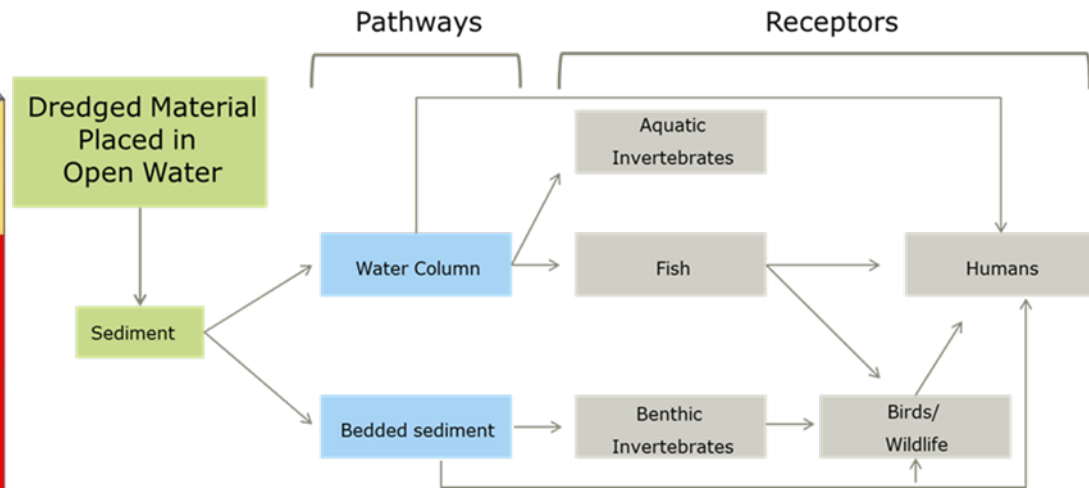 Pathways
Receptors
Dredged Material
Placed in
Open Water
Aquatic
Invertebrates
Water Column
Fish
Humans
Sediment
Bedded sediment
Benthic
Invertebrates
Birds/
Wildlife